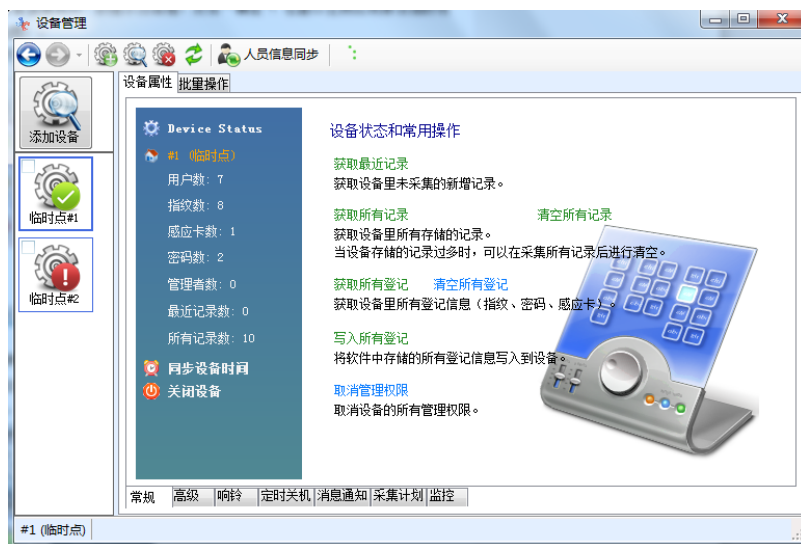 设备管理
人员信息同步
添加设备
临时点#1
临时点#2
设备属性 批量操作
Device Status
#1 (临时点)
用户数: 7
指纹数: 8
感应卡数: 1
密码数: 2
管理者数: 0
最近记录数: 0
所有记录数: 10
同步设备时间
关闭设备
设备状态和常用操作
获取最近记录
获取设备里未采集的新增记录。
获取所有记录 清空所有记录
获取设备里所有存储的记录。
当设备存储的记录过多时，可以在采集所有记录后进行清空。
获取所有登记 清空所有登记
获取设备里所有登记信息（指纹、密码、感应卡）。
写入所有登记
将软件中存储的所有登记信息写入到设备。
取消管理权限
取消设备的所有管理权限。
常规 高级 响铃 定时关机 消息通知 采集计划 监控
#1 (临时点)